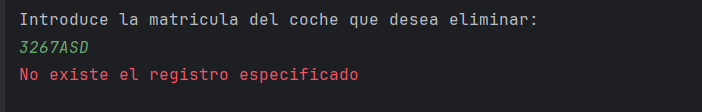 Introduce la matricula del coche que desea eliminar:
3267ASD
No existe el registro especificado